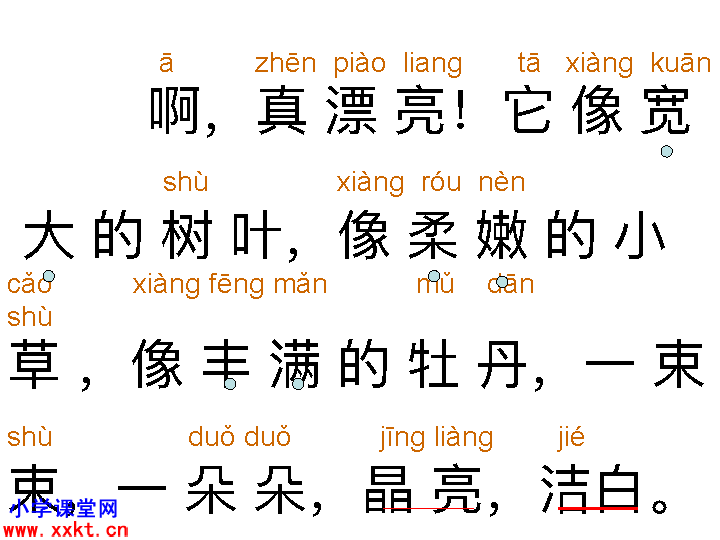 ā zhēn piào liang tā xiàng kuān
啊，真漂亮！它像宽
shù xiàng róu nèn
大的树叶，像柔嫩的小
cǎo xiàng fēng mǎn mǔ dān
shù
草，像丰满的牡丹，一束
shù duǒ duǒ jīng liàng jié
束，一朵朵，晶亮，洁白。
小学课堂网
www.xxkt.cn